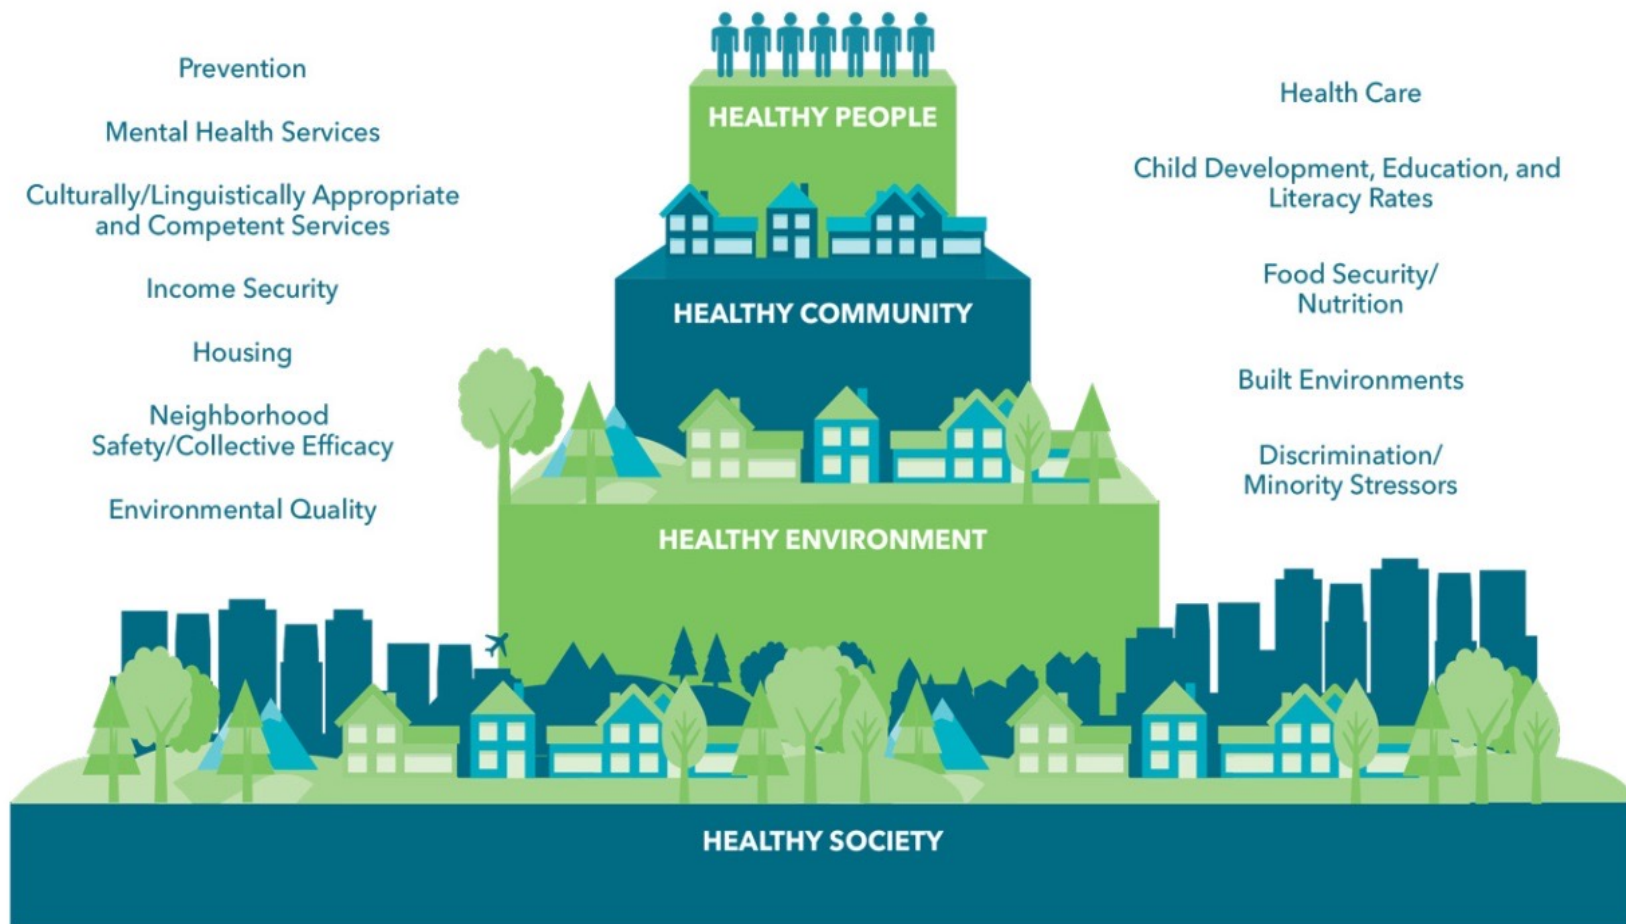 Prevention
Mental Health Services
Culturally/Linguistically Appropriate
and Competent Services
Income Security
Housing
Neighborhood
Safety/Collective Efficacy
Environmental Quality
HEALTHY PEOPLE
HEALTHY COMMUNITY
HEALTHY ENVIRONMENT
HEALTHY SOCIETY
Health Care
Child Development, Education, and
Literacy Rates
Food Security/
Nutrition
Built Environments
Discrimination/
Minority Stressors